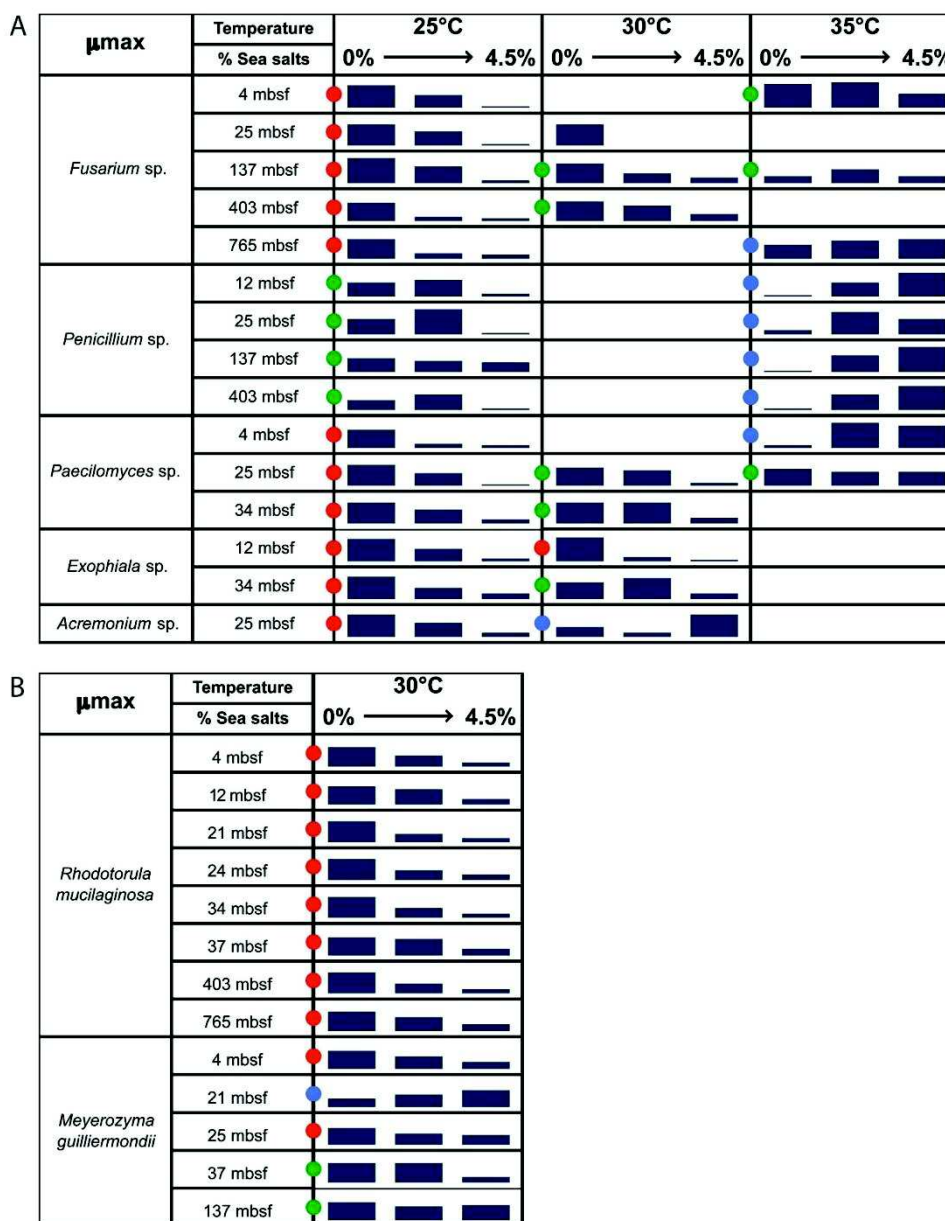 A
μmax
Temperature 25°C 30°C 35°C
% Sea salts 0% → 4.5% 0% → 4.5% 0% → 4.5%
Fusarium sp.
4 mbsf
25 mbsf
137 mbsf
403 mbsf
765 mbsf
Penicillium sp.
12 mbsf
25 mbsf
137 mbsf
403 mbsf
Paecilomyces sp.
4 mbsf
25 mbsf
34 mbsf
Exophiala sp.
12 mbsf
34 mbsf
Acremonium sp.
25 mbsf
B
μmax
Temperature 30°C
% Sea salts 0% → 4.5%
Rhodotorula
mucilaginosa
4 mbsf
12 mbsf
21 mbsf
24 mbsf
34 mbsf
37 mbsf
403 mbsf
765 mbsf
Meyerozyma
guilliermondii
4 mbsf
21 mbsf
25 mbsf
37 mbsf
137 mbsf